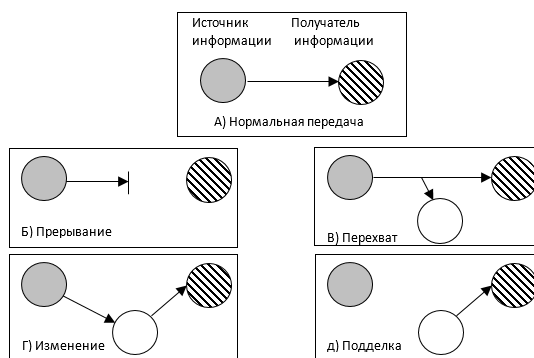 Источник Получатель
информации информации
А) Нормальная передача
Б) Прерывание
В) Перехват
Г) Изменение
д) Подделка